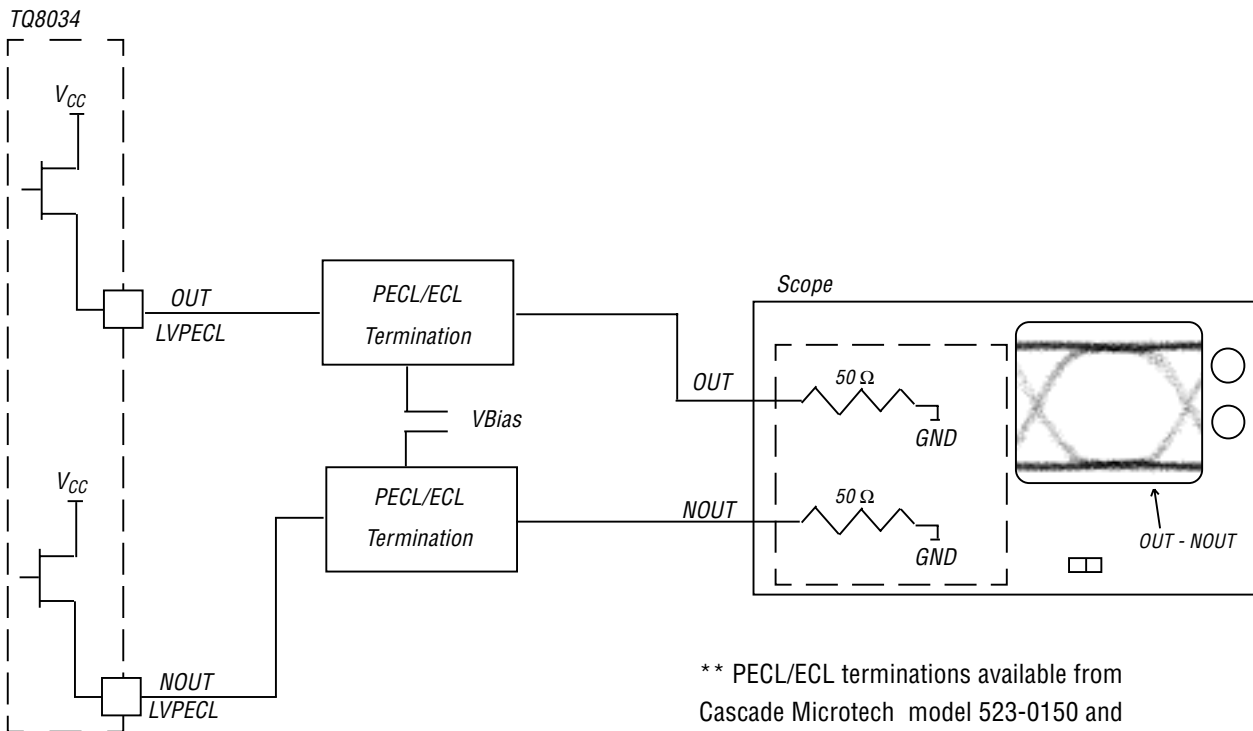 TQ8034
VCC
OUT
LVPECL
PECL/ECL
Termination
VBias
Scope
OUT
50 Ω
GND
VCC
PECL/ECL
Termination
NOUT
50 Ω
GND
OUT - NOUT
NOUT
LVPECL
** PECL/ECL terminations available from
Cascade Microtech model 523-0150 and